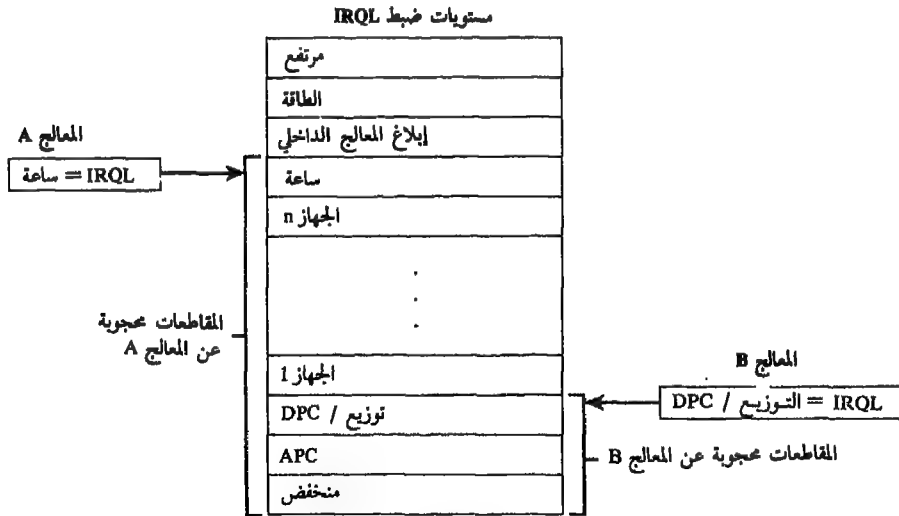 مستويات ضبط IRQL
مرتفع
الطاقة
إبلاغ المعالج الداخلي
المعالج A
IRQL = ساعة
ساعة
الجهاز n
المقاطعات محجوبة
عن المعالج A
الجهاز 1
المعالج B
توزيع / DPC
IRQL = التوزيع / DPC
APC
المقاطعات محجوبة عن المعالج B
منخفض